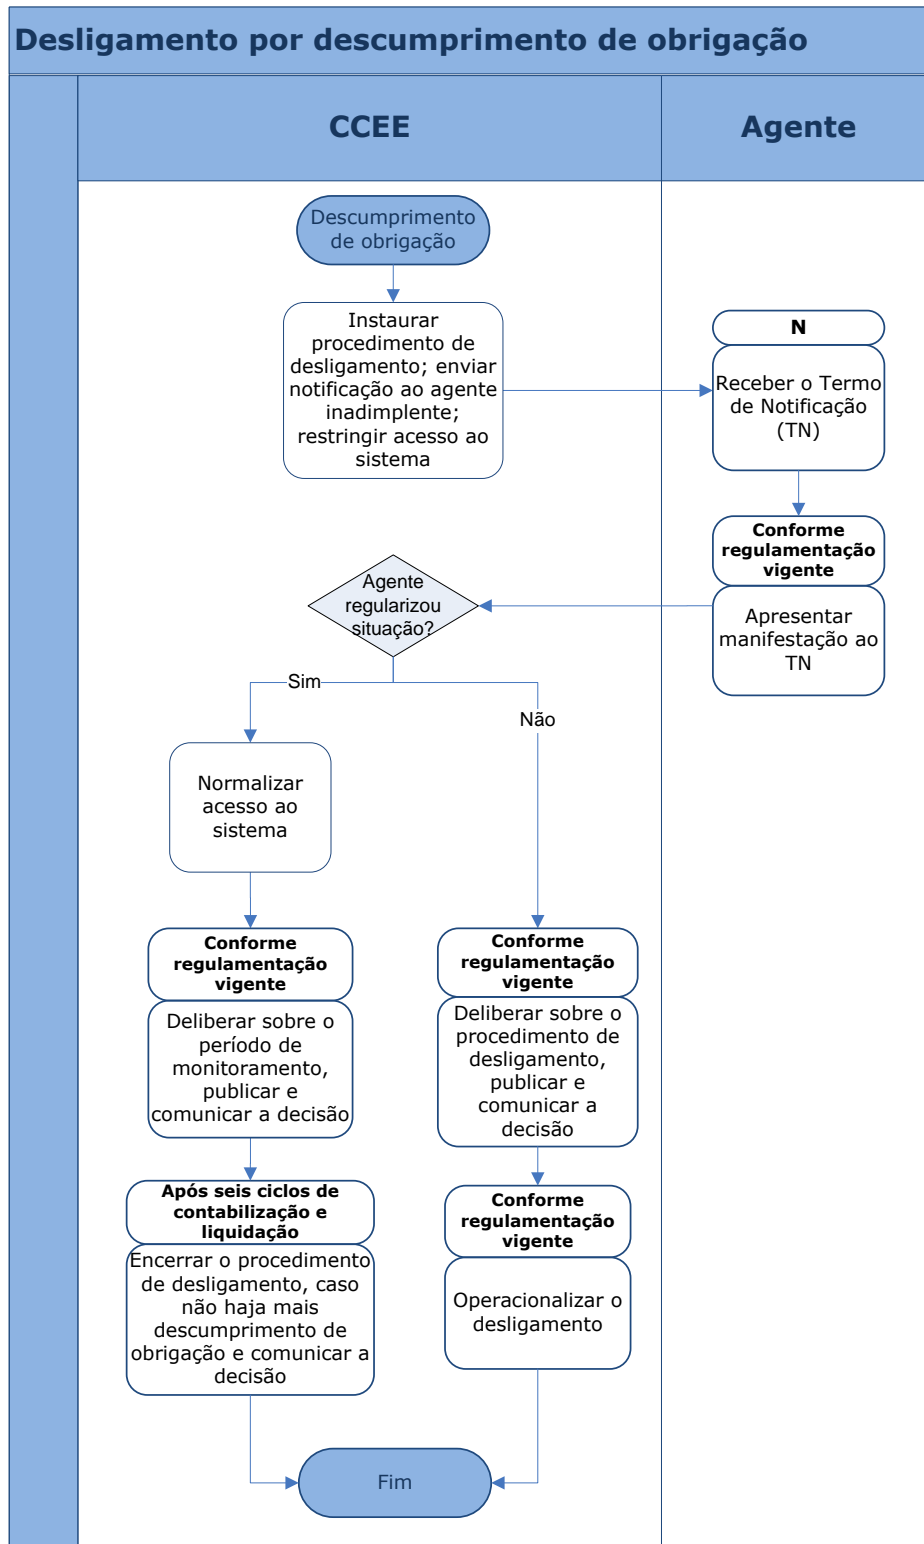 Desligamento por descumprimento de obrigação
CCEE
Agente
Descumprimento
de obrigação
Instaurar
procedimento de
desligamento; enviar
notificação ao agente
inadimplente;
restringir acesso ao
sistema
N
Receber o Termo
de Notificação
(TN)
Conforme
regulamentação
vigente
Apresentar
manifestação ao
TN
Agente
regularizou
situação?
Sim
Não
Normalizar
acesso ao
sistema
Conforme
regulamentação
vigente
Deliberar sobre o
período de
monitoramento,
publicar e
comunicar a decisão
Após seis ciclos de
contabilização e
liquidação
Encerrar o procedimento
de desligamento, caso
não haja mais
descumprimento de
obrigação e comunicar a
decisão
Conforme
regulamentação
vigente
Deliberar sobre o
procedimento de
desligamento,
publicar e
comunicar a
decisão
Conforme
regulamentação
vigente
Operacionalizar o
desligamento
Fim